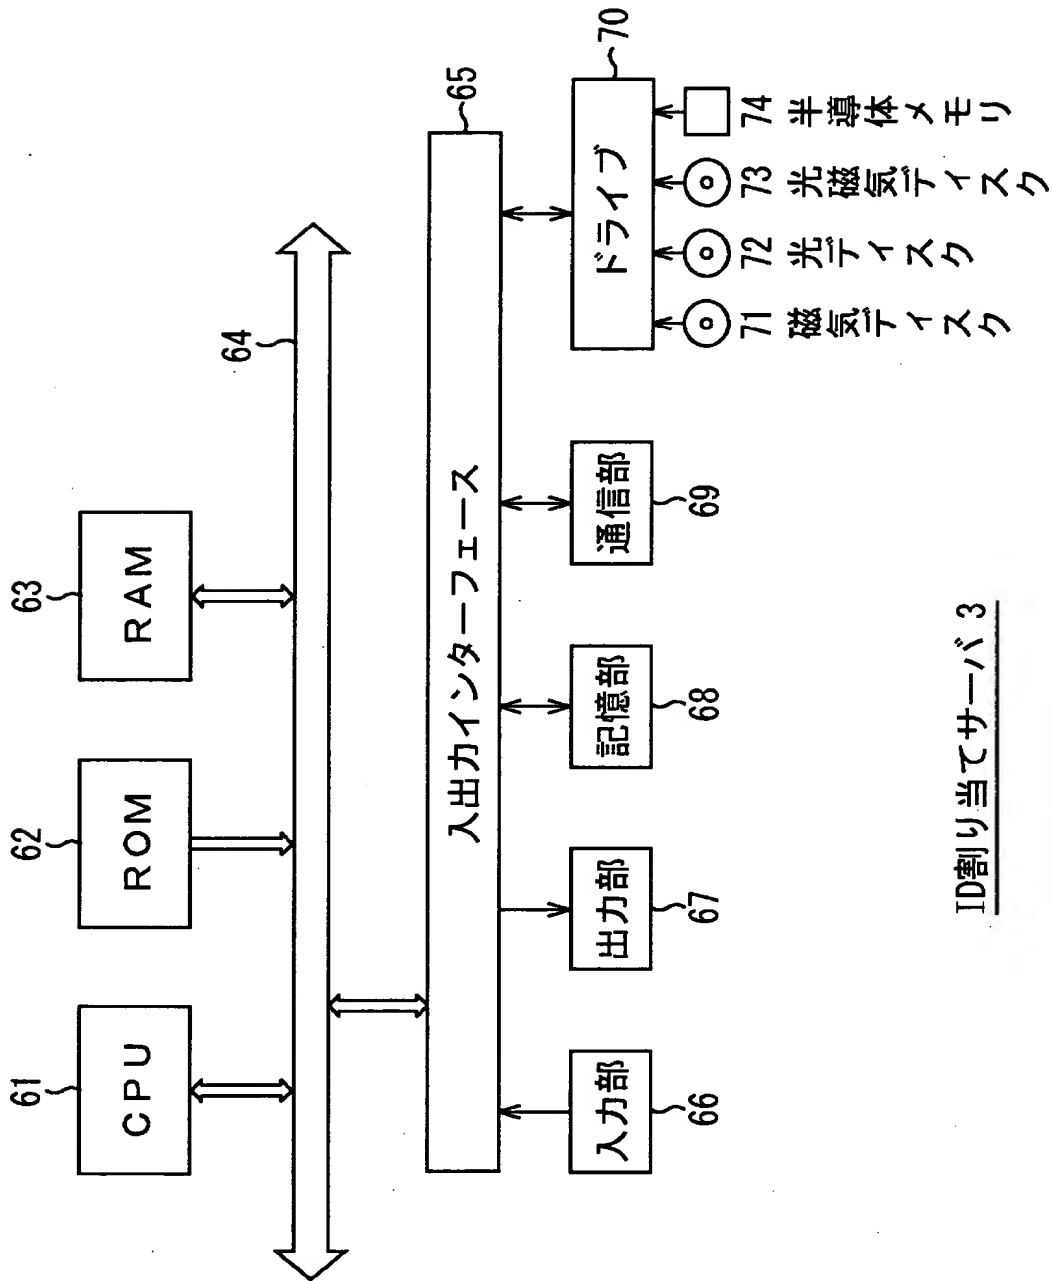 61
CPU
62
ROM
63
RAM
64
65
入出力インターフェース
66
入力部
67
出力部
68
記憶部
69
通信部
70
ドライブ
71 磁気ディスク
72 光ディスク
73 光磁気ディスク
74 半導体メモリ
ID割り当てサーバ 3